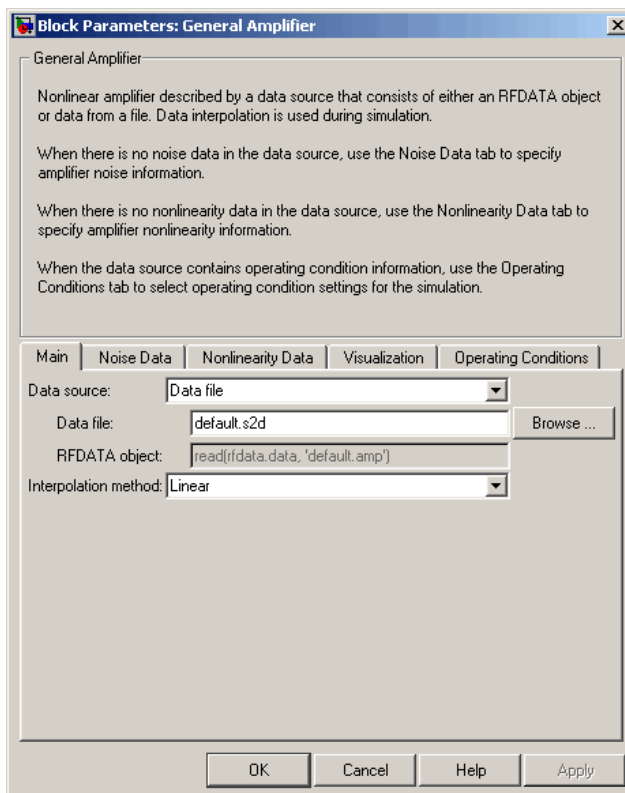 Block Parameters: General Amplifier
General Amplifier
Nonlinear amplifier described by a data source that consists of either an RFDATA object
or data from a file. Data interpolation is used during simulation.
When there is no noise data in the data source, use the Noise Data tab to specify
amplifier noise information.
When there is no nonlinearity data in the data source, use the Nonlinearity Data tab to
specify amplifier nonlinearity information.
When the data source contains operating condition information, use the Operating
Conditions tab to select operating condition settings for the simulation.
Main Noise Data Nonlinearity Data Visualization Operating Conditions
Data source: Data file
Data file: default.s2d Browse ...
RFDATA object: read(rfdata.data, 'default.amp')
Interpolation method: Linear
OK Cancel Help Apply